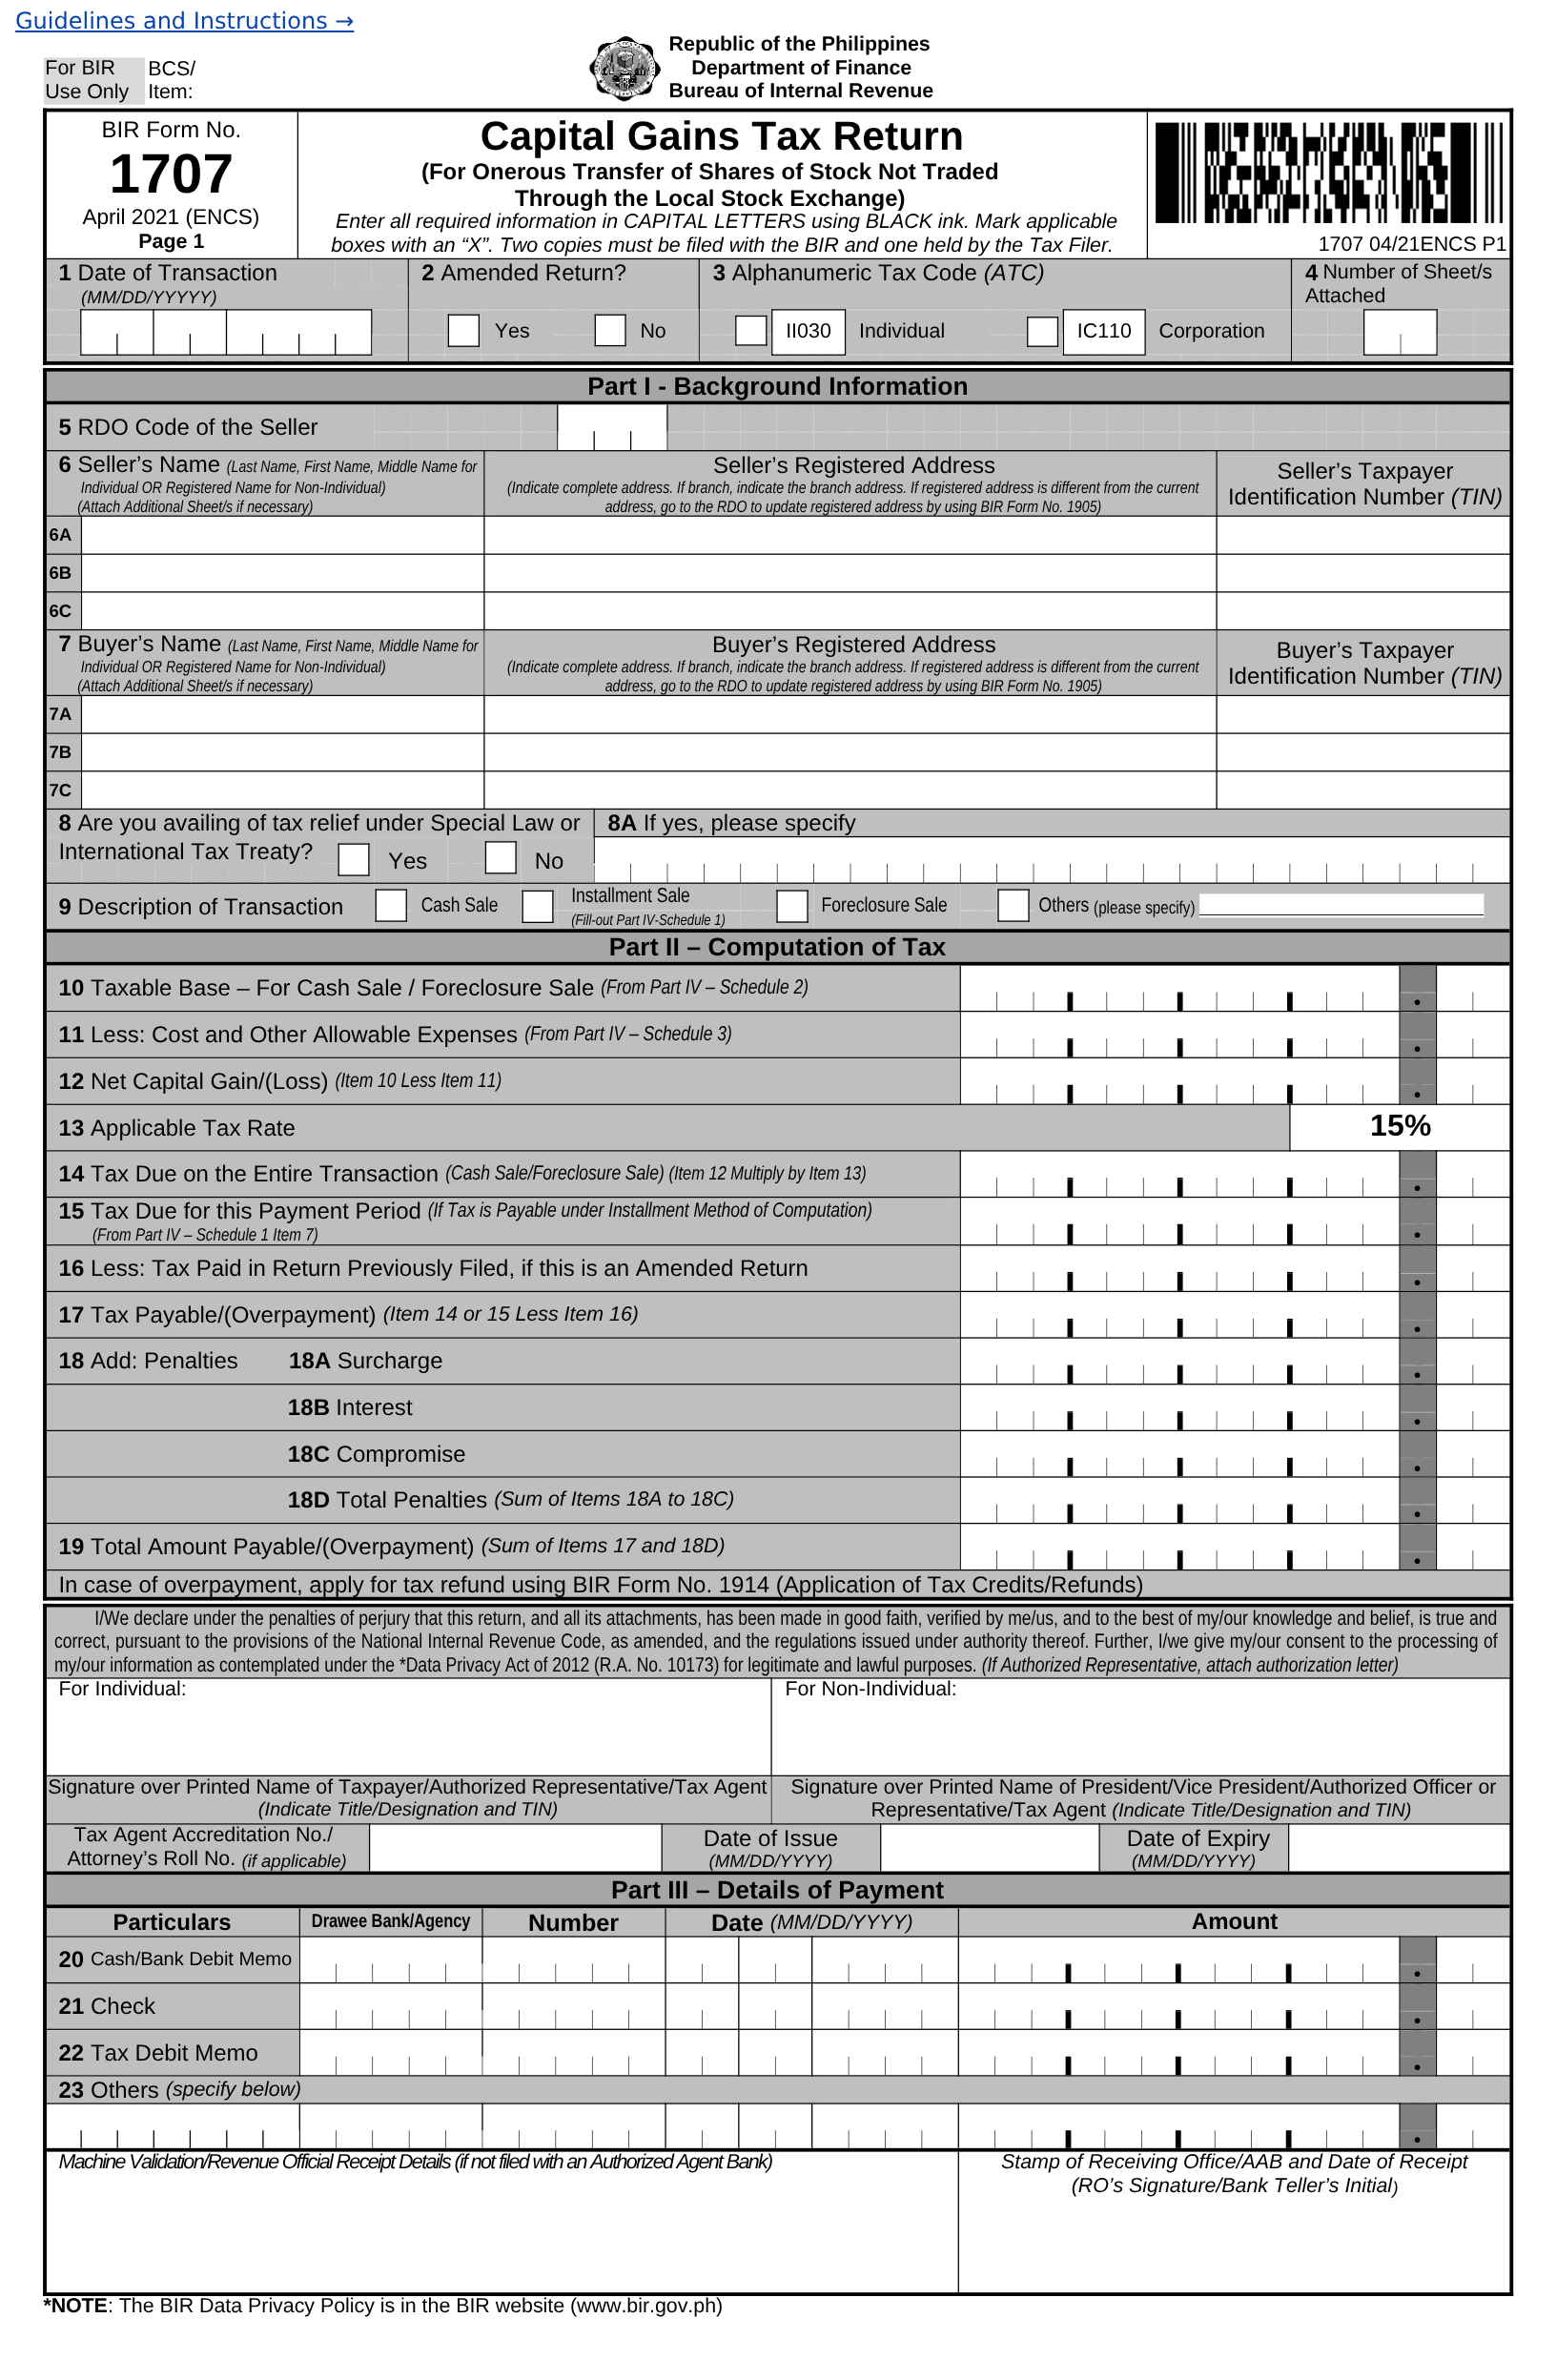 Guidelines and Instructions →
For BIR
Use Only
BCS/
Item:
Republic of the Philippines
Department of Finance
Bureau of Internal Revenue
BIR Form No.
1707
April 2021 (ENCS)
Page 1
Capital Gains Tax Return
(For Onerous Transfer of Shares of Stock Not Traded
Through the Local Stock Exchange)
Enter all required information in CAPITAL LETTERS using BLACK ink. Mark applicable
boxes with an “X”. Two copies must be filed with the BIR and one held by the Tax Filer.
1707 04/21ENCS P1
1 Date of Transaction
(MM/DD/YYYYY)
2 Amended Return?
Yes
No
3 Alphanumeric Tax Code (ATC)
II030 Individual
IC110 Corporation
4 Number of Sheet/s
Attached
Part I - Background Information
5 RDO Code of the Seller
6 Seller’s Name (Last Name, First Name, Middle Name for
Individual OR Registered Name for Non-Individual)
(Attach Additional Sheet/s if necessary)
Seller’s Registered Address
(Indicate complete address. If branch, indicate the branch address. If registered address is different from the current
address, go to the RDO to update registered address by using BIR Form No. 1905)
Seller’s Taxpayer
Identification Number (TIN)
6A
6B
6C
7 Buyer’s Name (Last Name, First Name, Middle Name for
Individual OR Registered Name for Non-Individual)
(Attach Additional Sheet/s if necessary)
Buyer’s Registered Address
(Indicate complete address. If branch, indicate the branch address. If registered address is different from the current
address, go to the RDO to update registered address by using BIR Form No. 1905)
Buyer’s Taxpayer
Identification Number (TIN)
7A
7B
7C
8 Are you availing of tax relief under Special Law or
International Tax Treaty? Yes No
8A If yes, please specify
9 Description of Transaction
Cash Sale
Installment Sale
(Fill-out Part IV-Schedule 1)
Foreclosure Sale
Others (please specify)
Part II – Computation of Tax
10 Taxable Base – For Cash Sale / Foreclosure Sale (From Part IV – Schedule 2)
11 Less: Cost and Other Allowable Expenses (From Part IV – Schedule 3)
12 Net Capital Gain/(Loss) (Item 10 Less Item 11)
13 Applicable Tax Rate 15%
14 Tax Due on the Entire Transaction (Cash Sale/Foreclosure Sale) (Item 12 Multiply by Item 13)
15 Tax Due for this Payment Period (If Tax is Payable under Installment Method of Computation)
(From Part IV – Schedule 1 Item 7)
16 Less: Tax Paid in Return Previously Filed, if this is an Amended Return
17 Tax Payable/(Overpayment) (Item 14 or 15 Less Item 16)
18 Add: Penalties 18A Surcharge
18B Interest
18C Compromise
18D Total Penalties (Sum of Items 18A to 18C)
19 Total Amount Payable/(Overpayment) (Sum of Items 17 and 18D)
In case of overpayment, apply for tax refund using BIR Form No. 1914 (Application of Tax Credits/Refunds)
I/We declare under the penalties of perjury that this return, and all its attachments, has been made in good faith, verified by me/us, and to the best of my/our knowledge and belief, is true and
correct, pursuant to the provisions of the National Internal Revenue Code, as amended, and the regulations issued under authority thereof. Further, I/we give my/our consent to the processing of
my/our information as contemplated under the *Data Privacy Act of 2012 (R.A. No. 10173) for legitimate and lawful purposes. (If Authorized Representative, attach authorization letter)
For Individual:
For Non-Individual:
Signature over Printed Name of Taxpayer/Authorized Representative/Tax Agent
(Indicate Title/Designation and TIN)
Signature over Printed Name of President/Vice President/Authorized Officer or
Representative/Tax Agent (Indicate Title/Designation and TIN)
Tax Agent Accreditation No./
Attorney’s Roll No. (if applicable)
Date of Issue
(MM/DD/YYYY)
Date of Expiry
(MM/DD/YYYY)
Part III – Details of Payment
Particulars Drawee Bank/Agency Number Date (MM/DD/YYYY) Amount
20 Cash/Bank Debit Memo
21 Check
22 Tax Debit Memo
23 Others (specify below)
Machine Validation/Revenue Official Receipt Details (if not filed with an Authorized Agent Bank)
Stamp of Receiving Office/AAB and Date of Receipt
(RO’s Signature/Bank Teller’s Initial)
*NOTE: The BIR Data Privacy Policy is in the BIR website (www.bir.gov.ph)